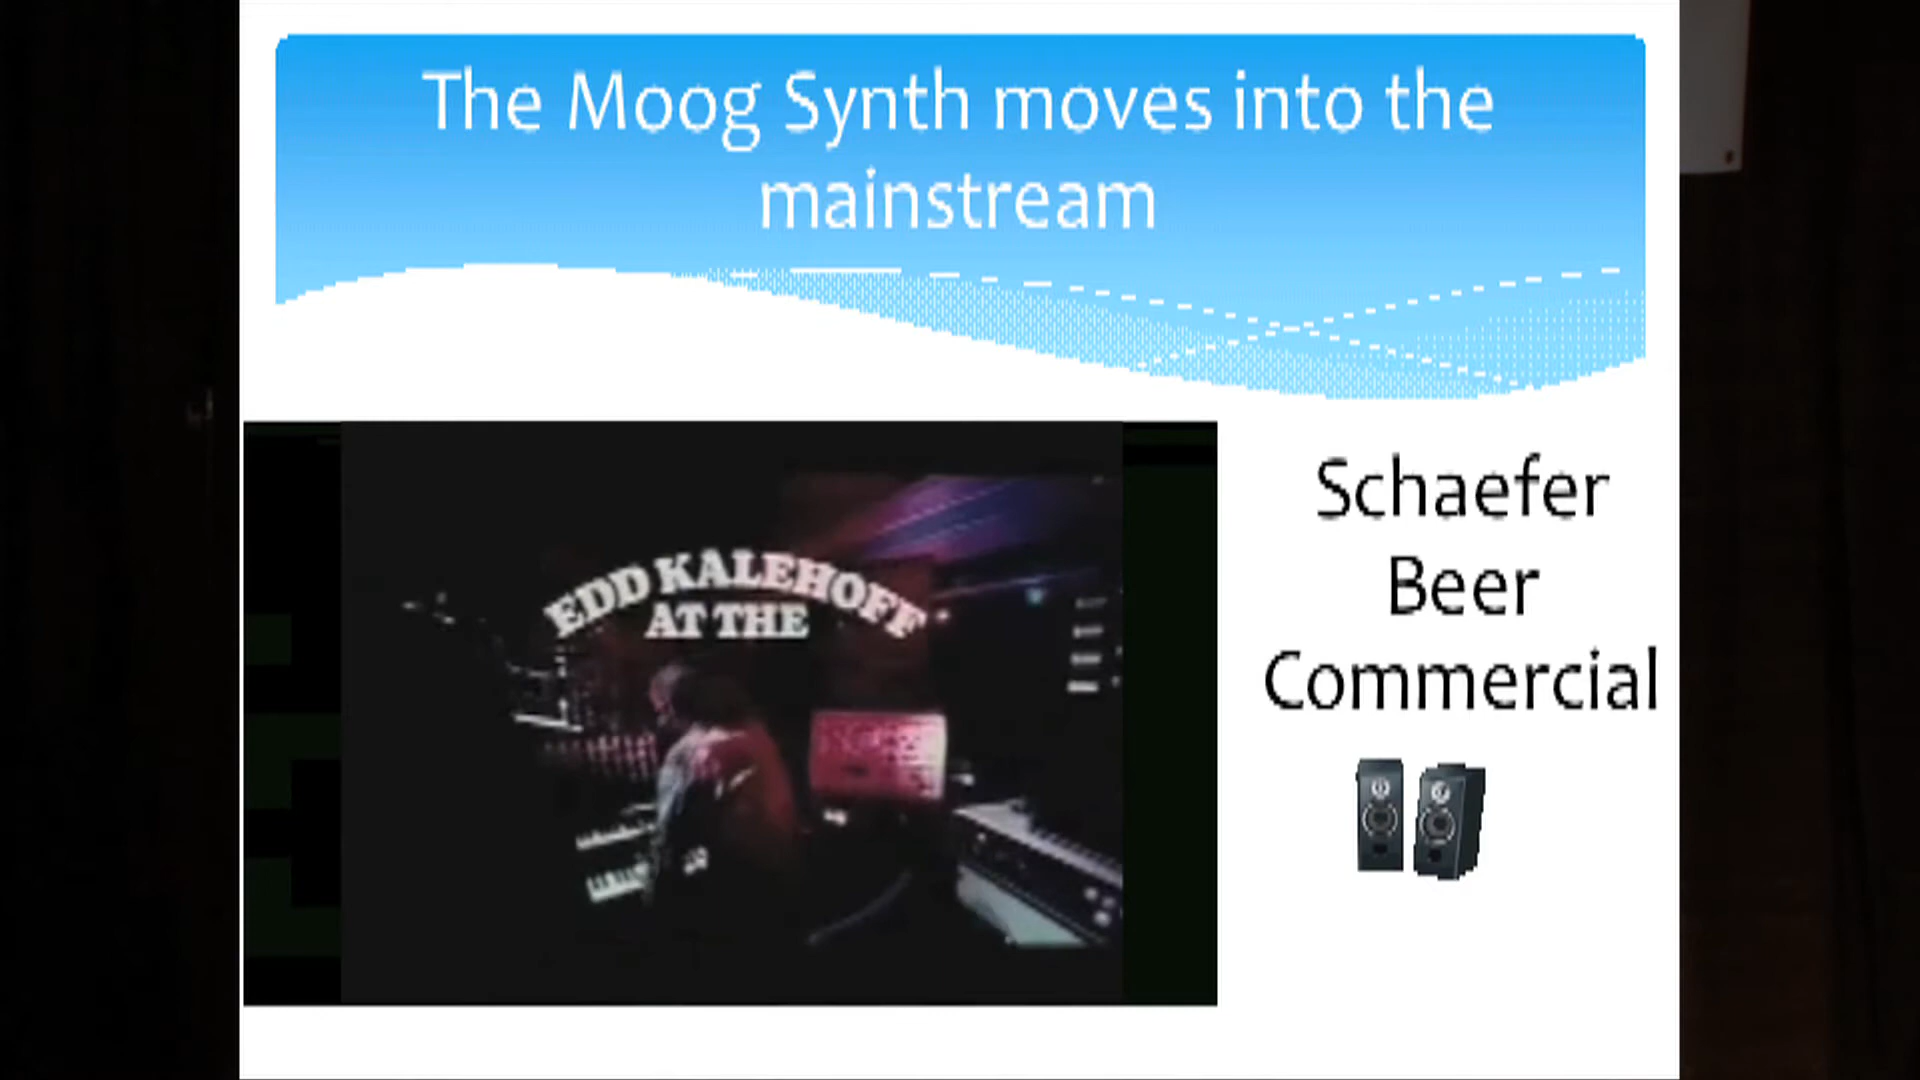 The Moog Synth moves into the
mainstream
EDD KALEHOFF
AT THE
Schaefer
Beer
Commercial